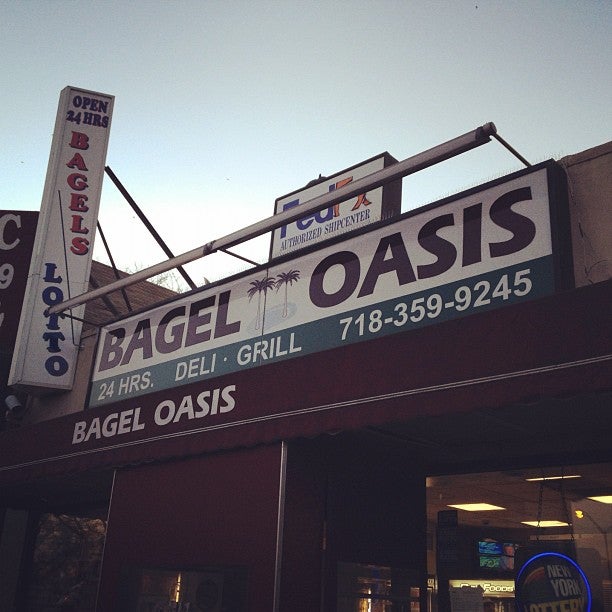 OPEN
24 HRS
BAGELS
LOTTO
FedEx
AUTHORIZED SHIPCENTER
BAGEL OASIS
24 HRS. DELI · GRILL 718-359-9245
BAGEL OASIS
NEW
YORK